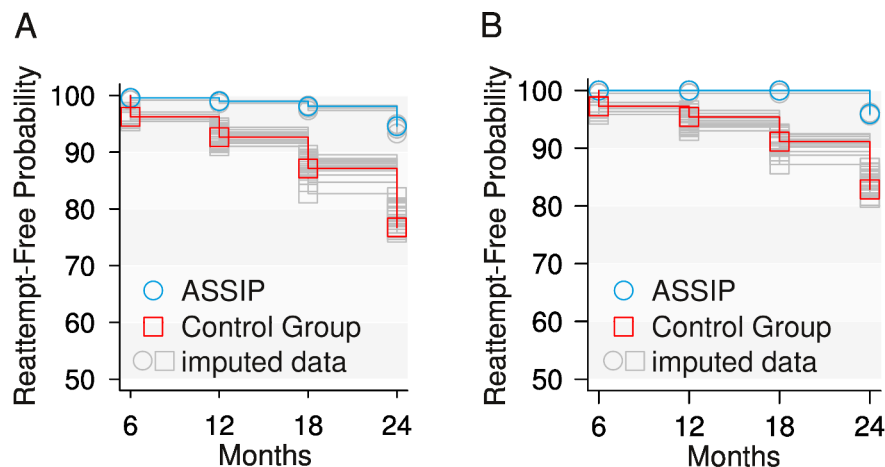 A
Reattempt-Free Probability
100
90
80
70
60
50
ASSIP
Control Group
imputed data
6 12 18 24
Months
B
Reattempt-Free Probability
100
90
80
70
60
50
ASSIP
Control Group
imputed data
6 12 18 24
Months